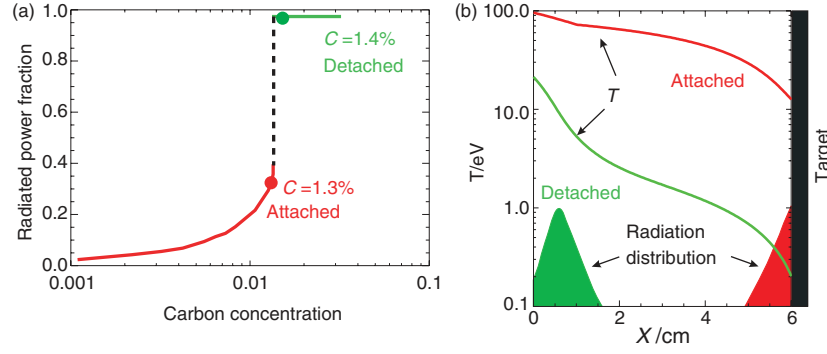 (a)
1.0
0.8
0.6
0.4
0.2
0.0
Radiated power fraction
C=1.4%
Detached
C=1.3%
Attached
0.001
0.01
0.1
Carbon concentration
(b)
100.0
10.0
1.0
0.1
T/eV
T
Attached
Detached
Radiation
distribution
Target
0
2
4
6
X/cm